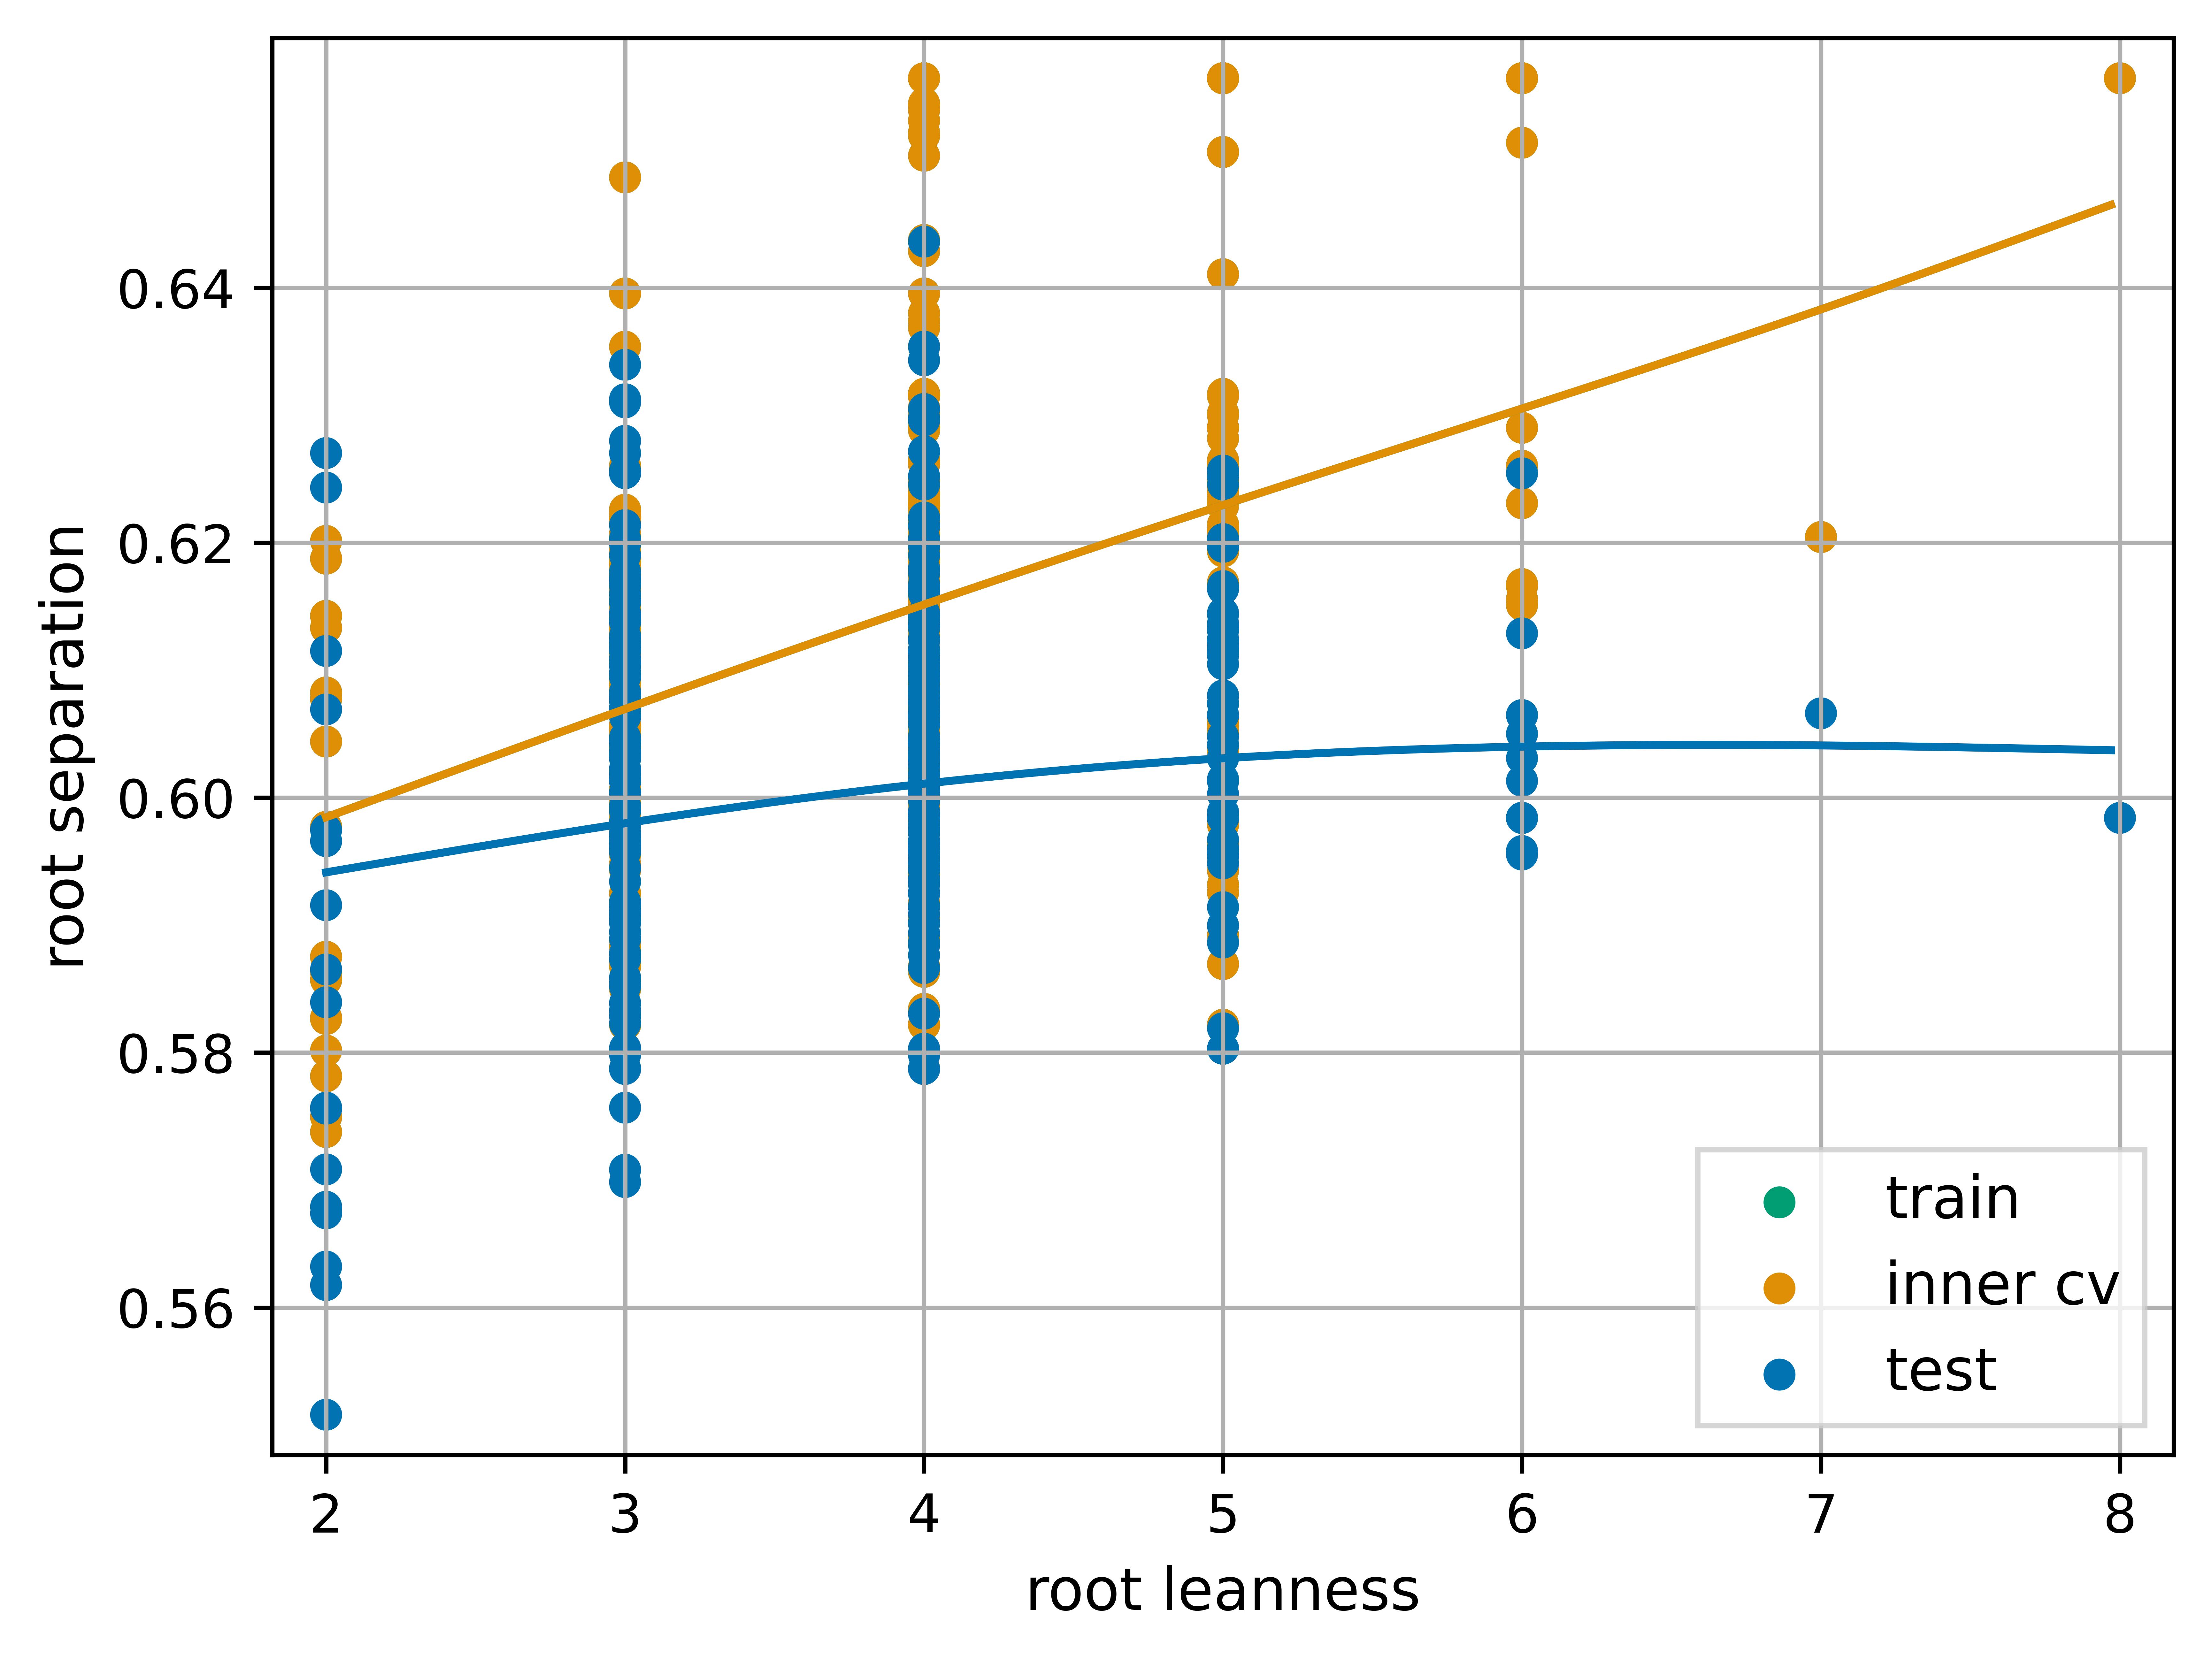 root separation
0.64
0.62
0.60
0.58
0.56
2 3 4 5 6 7 8
root leanness
train
inner cv
test